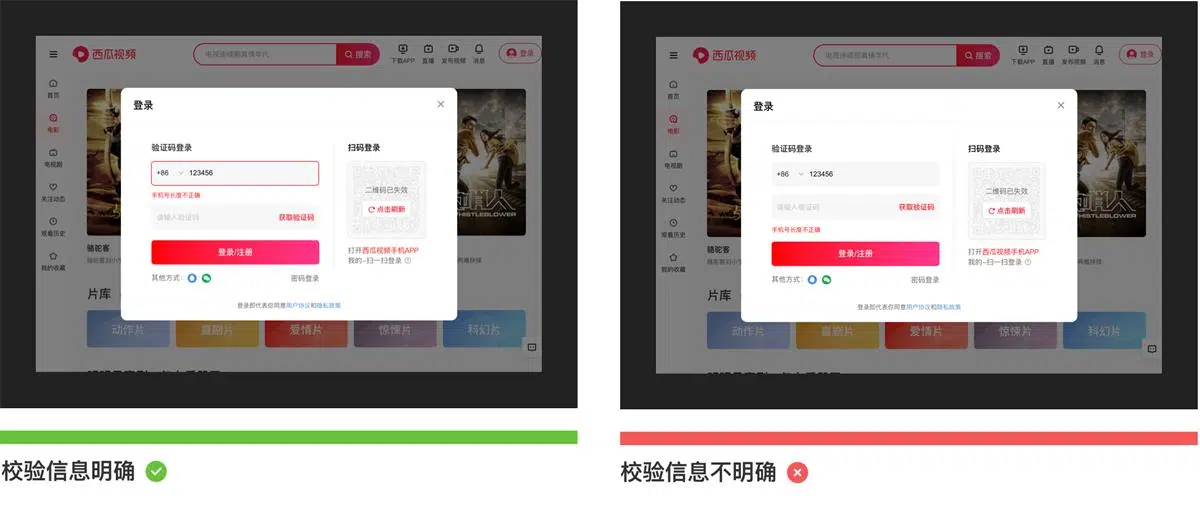 西瓜视频
电视连续剧真情年代
搜索
下载APP
直播
发布视频
消息
登录
首页
电影
电视剧
关注动态
观看历史
我的收藏
登录
验证码登录
+86 123456
手机号长度不正确
请输入验证码 获取验证码
登录/注册
其他方式: 密码登录
扫码登录
二维码已失效
点击刷新
打开西瓜视频手机APP
我的-扫一扫登录
登录即代表你同意用户协议和隐私政策
骆驼客
片库
动作片
喜剧片
爱情片
惊悚片
科幻片
校验信息明确
西瓜视频
电视连续剧真情年代
搜索
下载APP
直播
发布视频
消息
登录
首页
电影
电视剧
关注动态
观看历史
我的收藏
登录
验证码登录
+86 123456
请输入验证码 获取验证码
手机号长度不正确
登录/注册
其他方式: 密码登录
扫码登录
二维码已失效
点击刷新
打开西瓜视频手机APP
我的-扫一扫登录
登录即代表你同意用户协议和隐私政策
骆驼客
片库
动作片
喜剧片
爱情片
惊悚片
科幻片
校验信息不明确